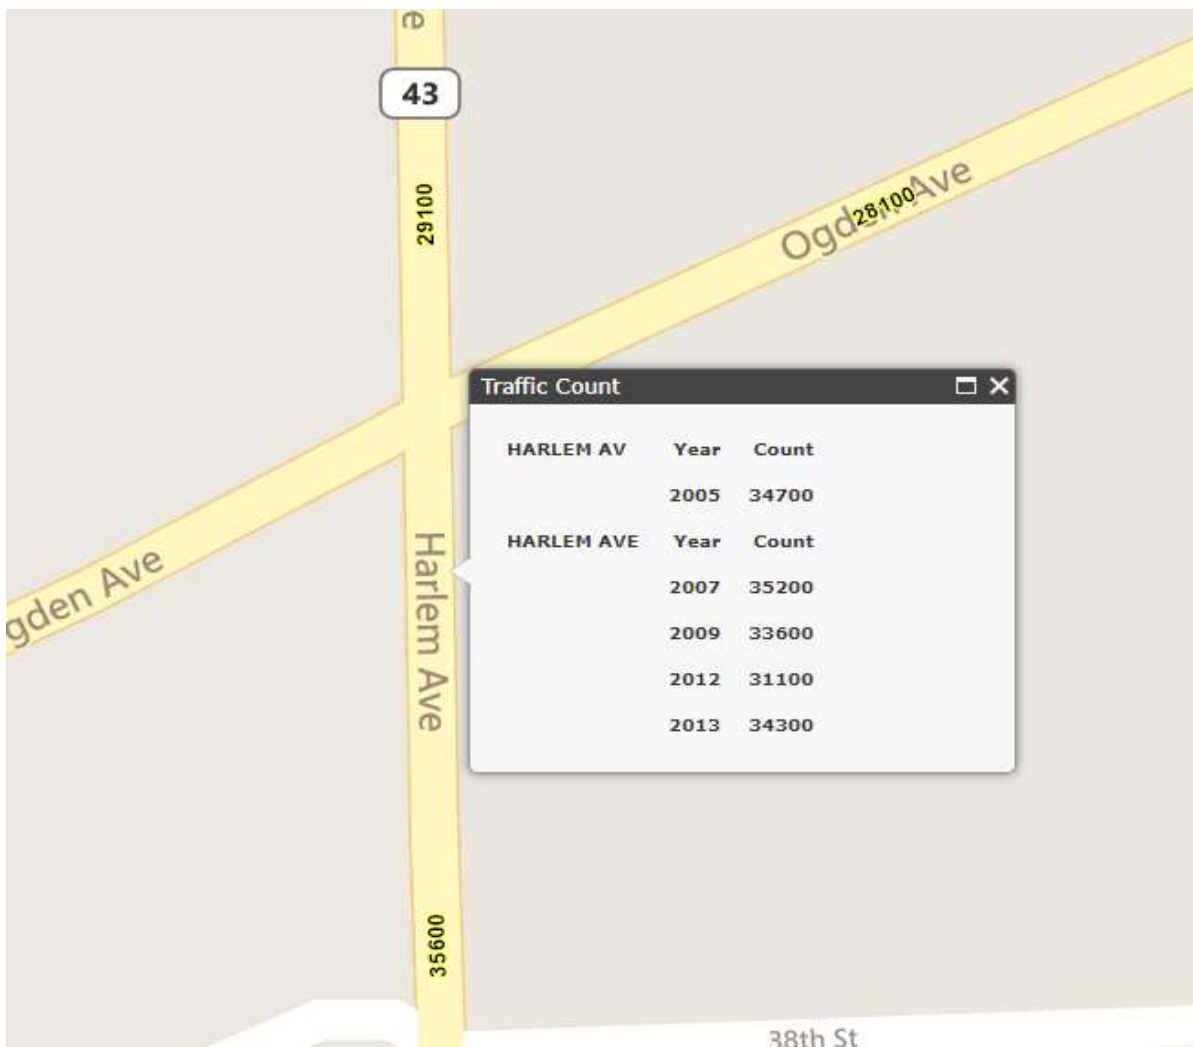 e
43
29100
Ogden Ave
28100
Traffic Count
HARLEM AV Year Count
2005 34700
HARLEM AVE Year Count
2007 35200
2009 33600
2012 31100
2013 34300
gden Ave
Harlem Ave
35600
38th St